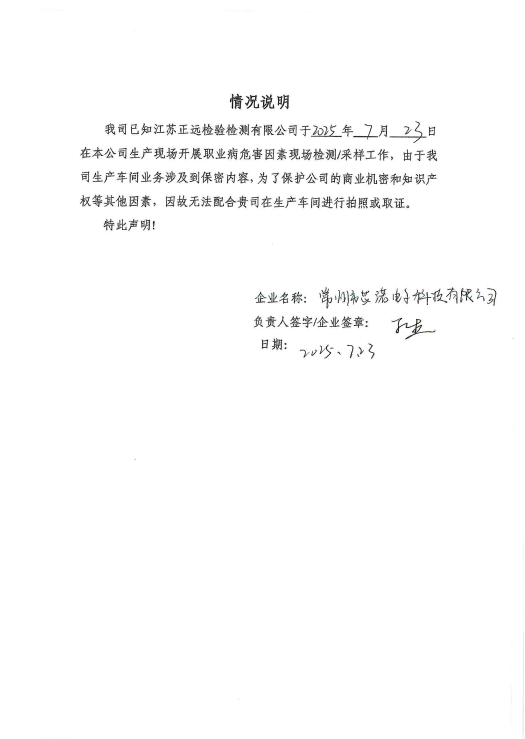 情况说明
我司已知江苏正远检验检测有限公司于2025年7月23日
在本公司生产现场开展职业病危害因素现场检测/采样工作，由于我
司生产车间业务涉及到保密内容，为了保护公司的商业机密和知识产
权等其他因素，因故无法配合贵司在生产车间进行拍照或取证。
特此声明！
企业名称：常州市 电子科技有限公司
负责人签字/企业签章：
日期：2025.7.23